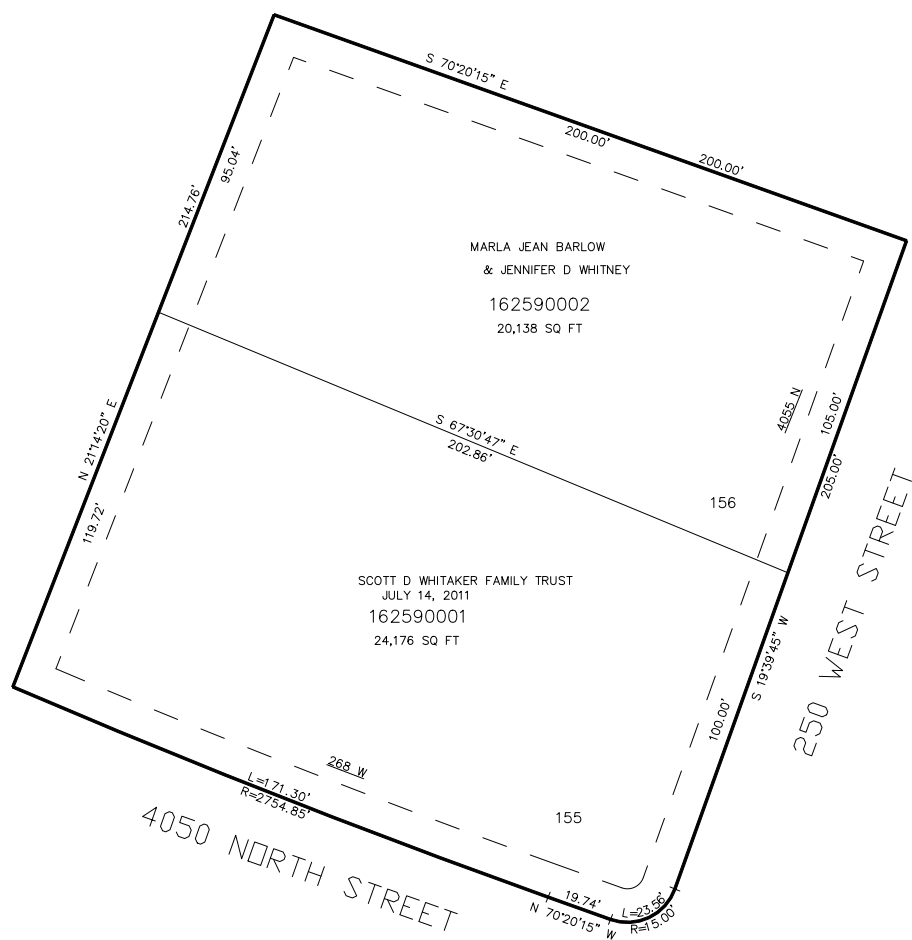 S 70°20'15" E
200.00'
200.00'
95.04'
214.76'
MARLA JEAN BARLOW
& JENNIFER D WHITNEY
162590002
20,138 SQ FT
4055 N
105.00'
205.00'
N 21°14'20" E
S 67°30'47" E
202.86'
156
119.72'
SCOTT D WHITAKER FAMILY TRUST
JULY 14, 2011
162590001
24,176 SQ FT
S 19°39'45" W
250 WEST STREET
100.00'
268 W
L=171.30'
R=2754.85'
155
4050 NORTH STREET
19.74'
N 70°20'15" W
L=23.56'
R=15.00'